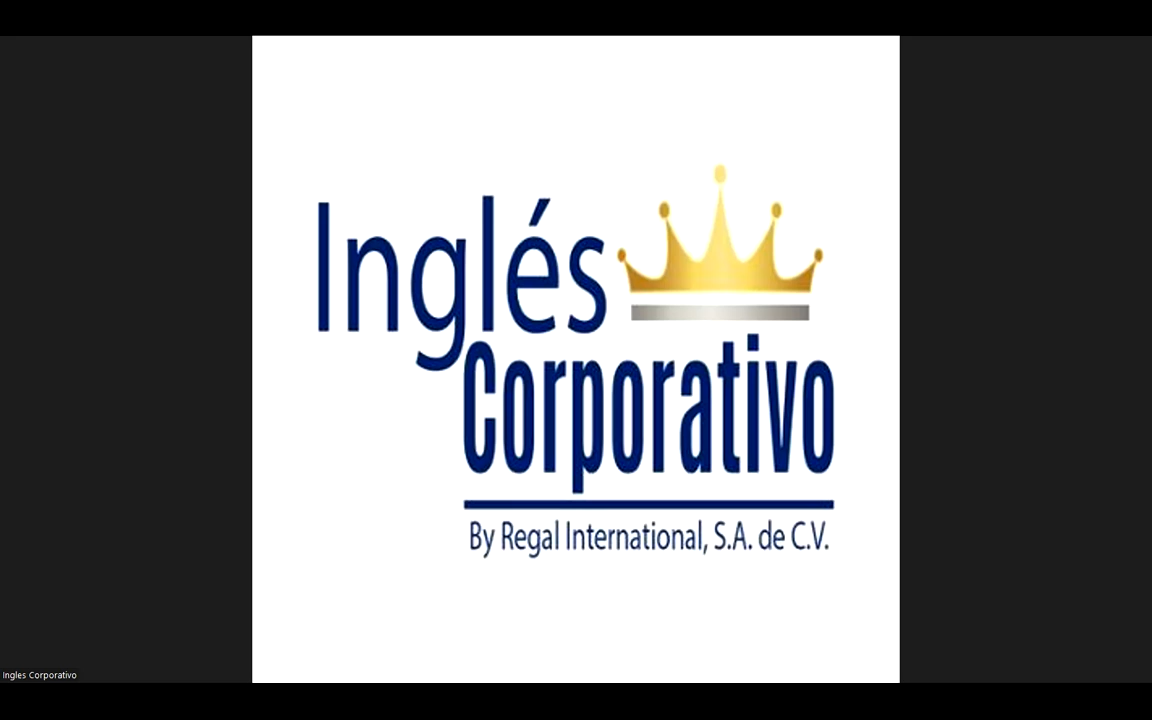 Inglés
Corporativo
By Regal International, S.A. de C.V.
Ingles Corporativo